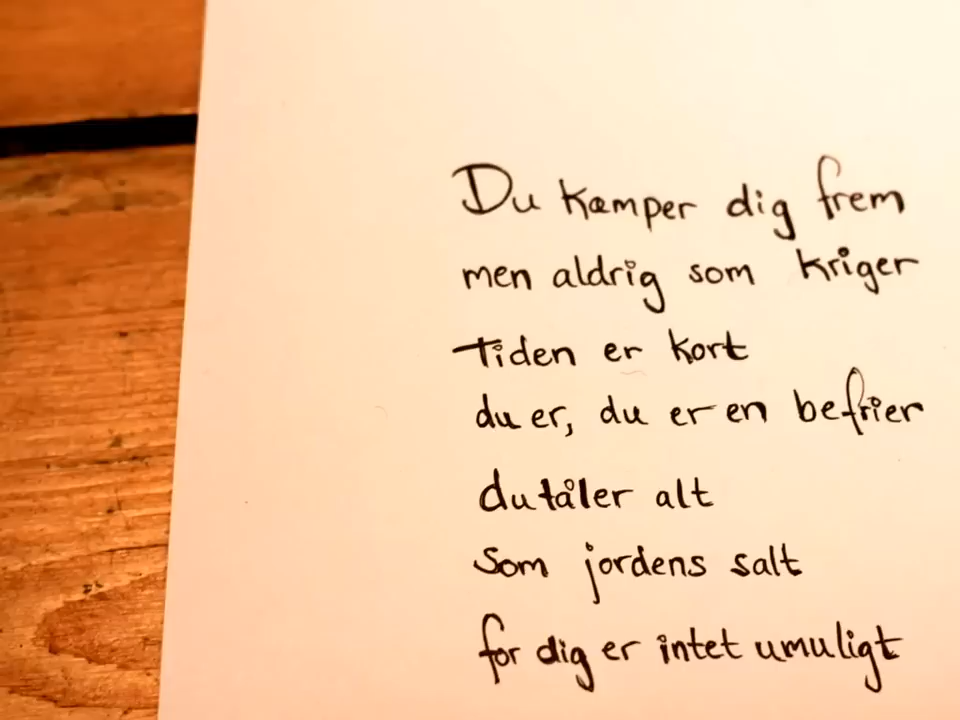 Du kæmper dig frem
men aldrig som kriger
Tiden er kort
du er, du er en befrier
du tåler alt
Som jordens salt
for dig er intet umuligt